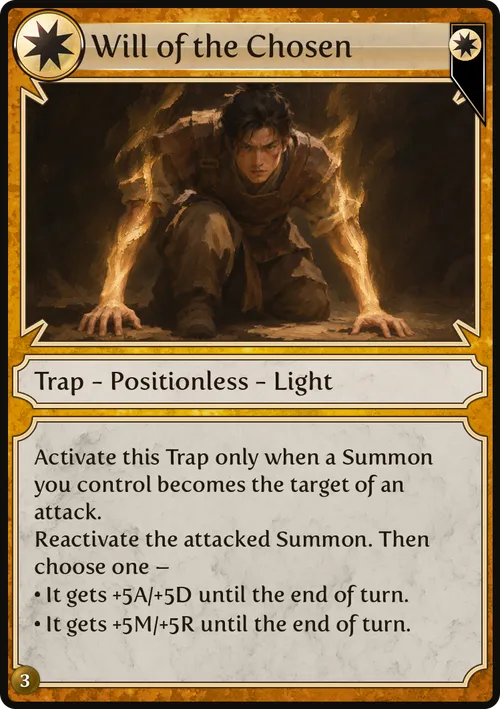 Will of the Chosen
Trap – Positionless – Light
Activate this Trap only when a Summon
you control becomes the target of an
attack.
Reactivate the attacked Summon. Then
choose one –
• It gets +5A/+5D until the end of turn.
• It gets +5M/+5R until the end of turn.
3